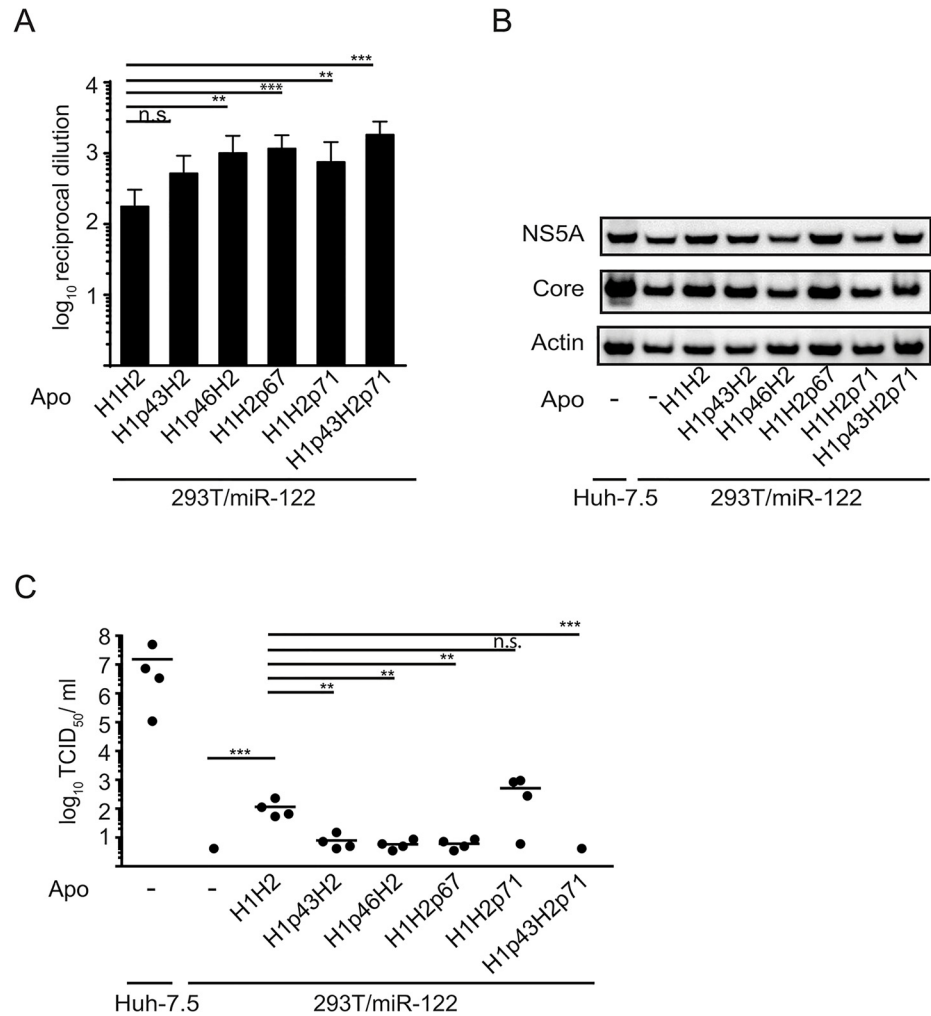 A
***
**
***
**
n.s.
4
3
2
1
log10 reciprocal dilution
Apo
H1H2
H1p43H2
H1p46H2
H1H2p67
H1H2p71
H1p43H2p71
293T/miR-122
B
NS5A
Core
Actin
Apo
-
-
H1H2
H1p43H2
H1p46H2
H1H2p67
H1H2p71
H1p43H2p71
Huh-7.5
293T/miR-122
C
8
7
6
5
4
3
2
1
log10 TCID50/ ml
***
n.s.
**
**
**
***
Apo
-
-
H1H2
H1p43H2
H1p46H2
H1H2p67
H1H2p71
H1p43H2p71
Huh-7.5
293T/miR-122